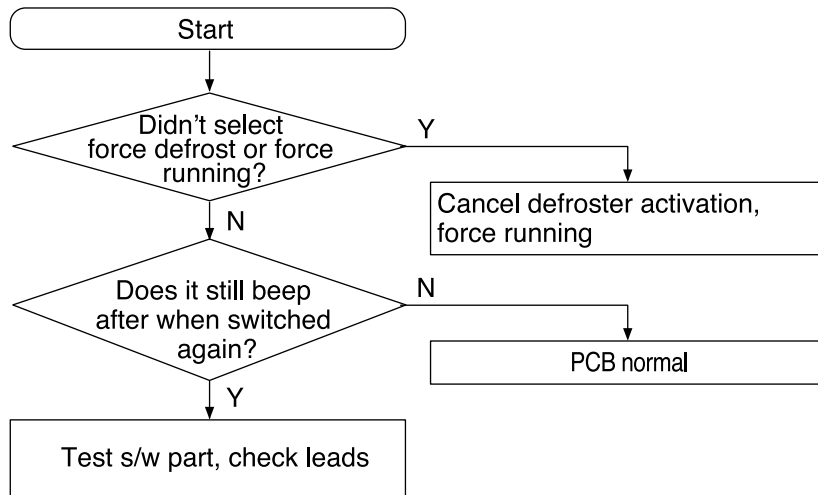 Start
Didn't select
force defrost or force
running?
Y
Cancel defroster activation,
force running
N
Does it still beep
after when switched
again?
N
PCB normal
Y
Test s/w part, check leads